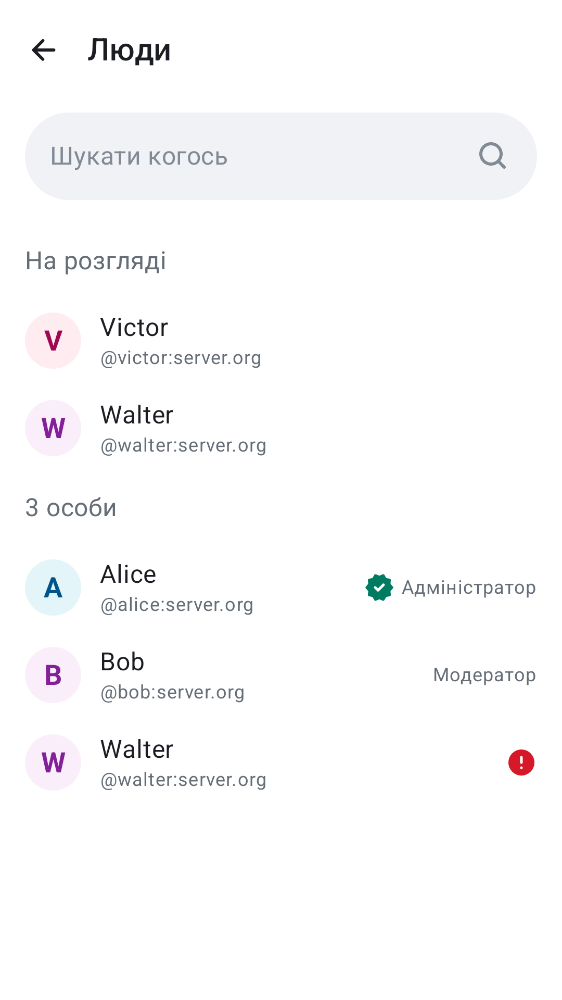 Люди
Шукати когось
На розгляді
V
Victor
@victor:server.org
W
Walter
@walter:server.org
3 особи
A
Alice
@alice:server.org
Адміністратор
B
Bob
@bob:server.org
Модератор
W
Walter
@walter:server.org